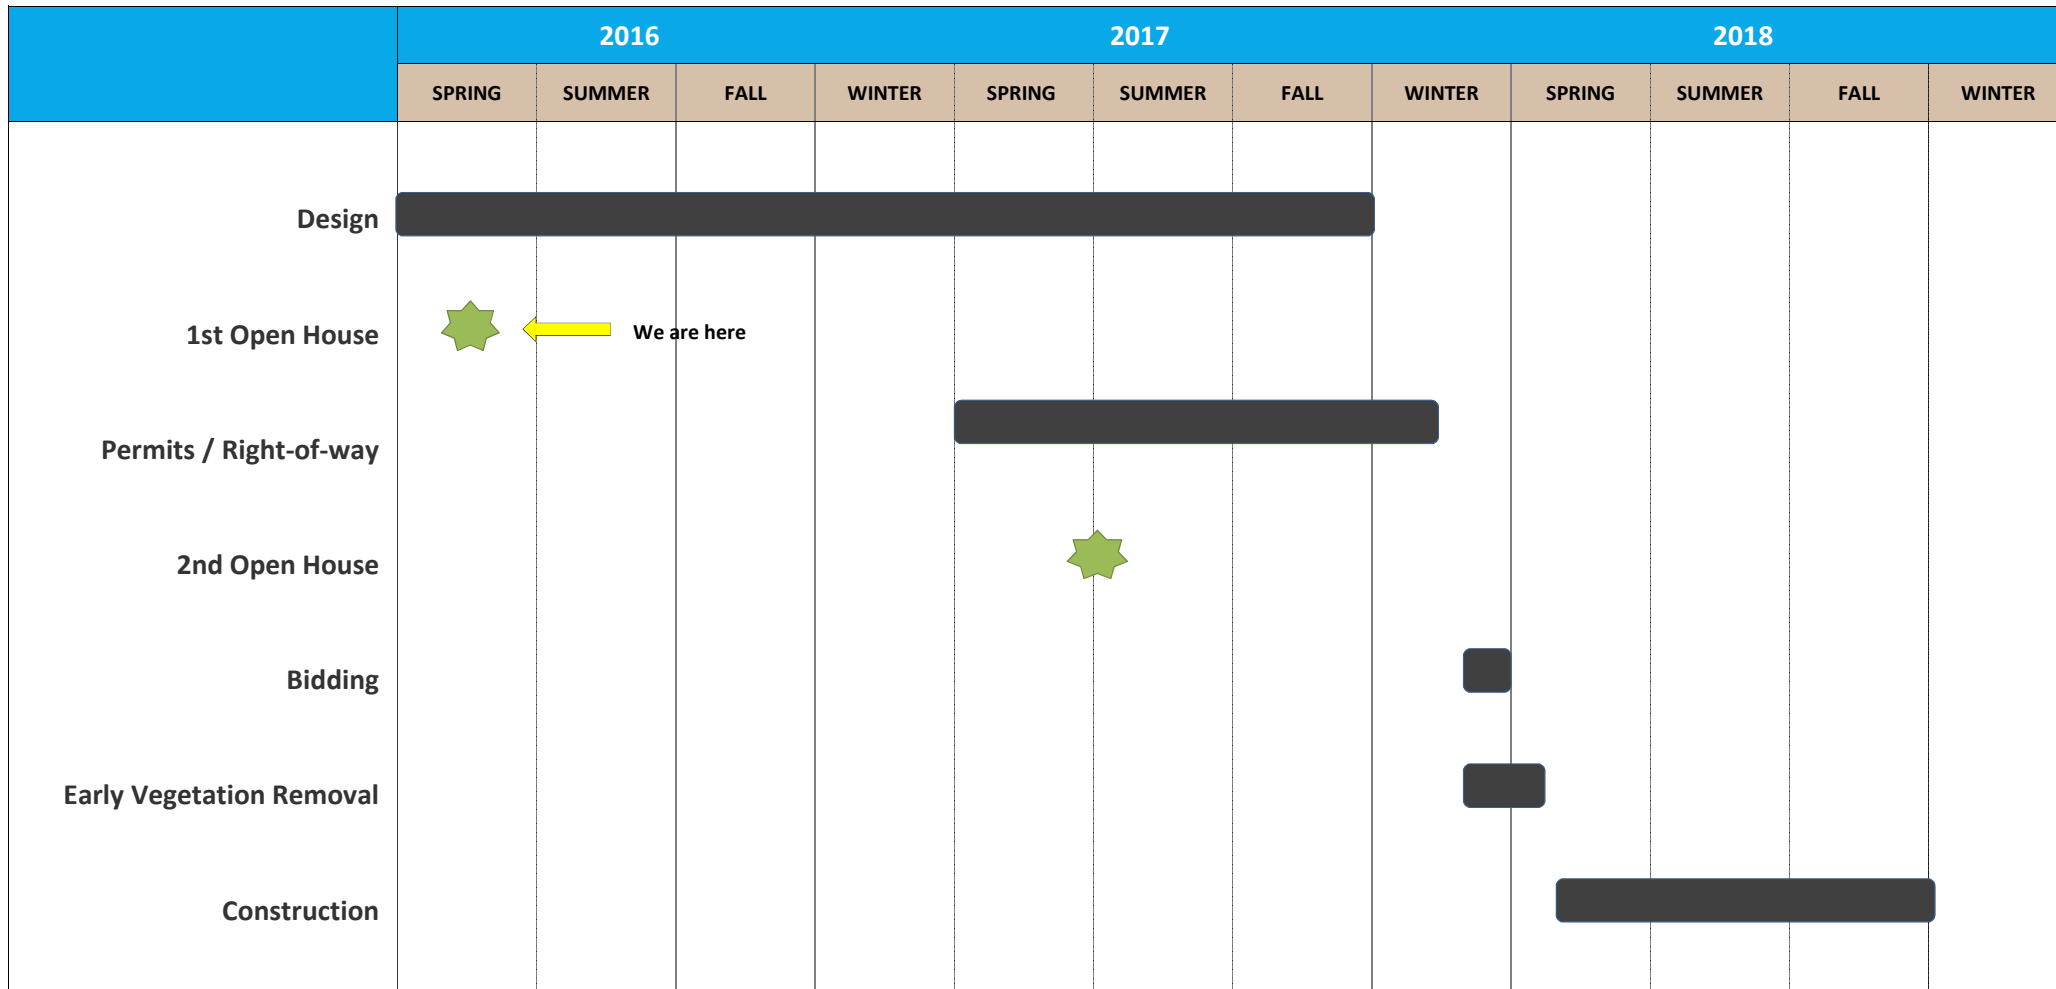 2016 2017 2018
SPRING SUMMER FALL WINTER SPRING SUMMER FALL WINTER SPRING SUMMER FALL WINTER
Design
1st Open House We are here
Permits / Right-of-way
2nd Open House
Bidding
Early Vegetation Removal
Construction